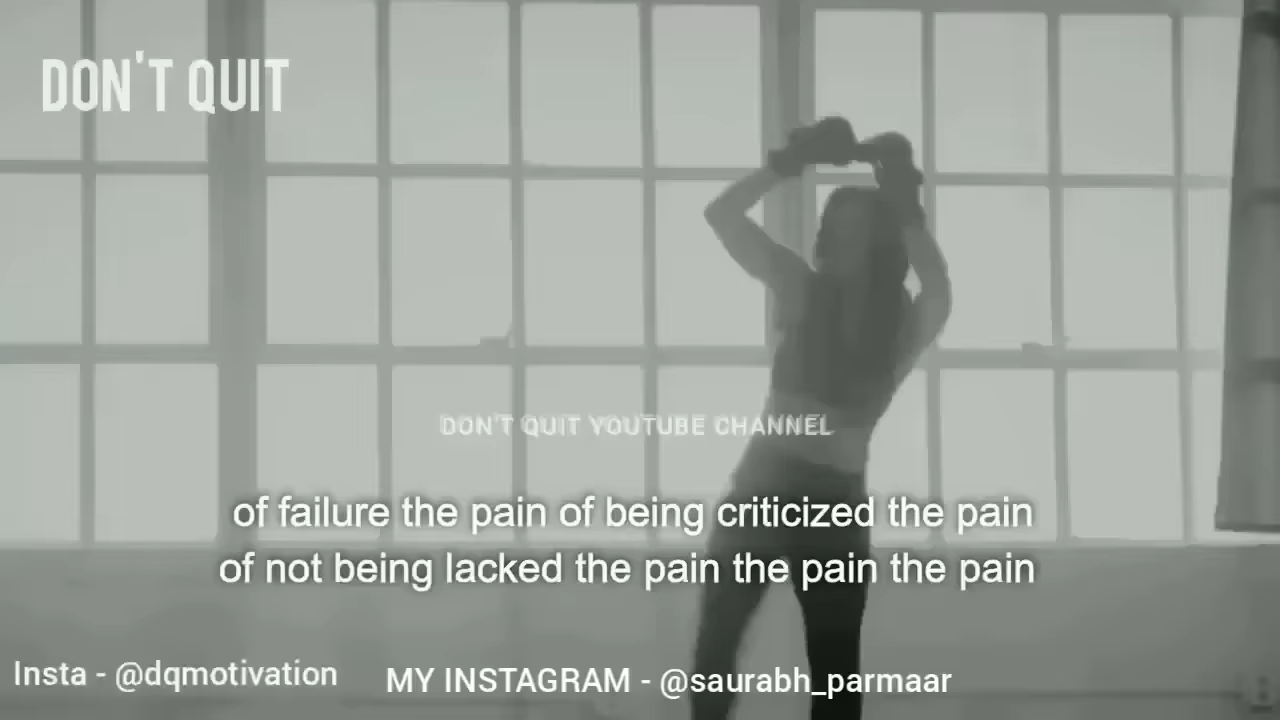 DON'T QUIT
DON'T QUIT YOUTUBE CHANNEL
of failure the pain of being criticized the pain
of not being lacked the pain the pain the pain
Insta - @dqmotivation
MY INSTAGRAM - @saurabh_parmaar